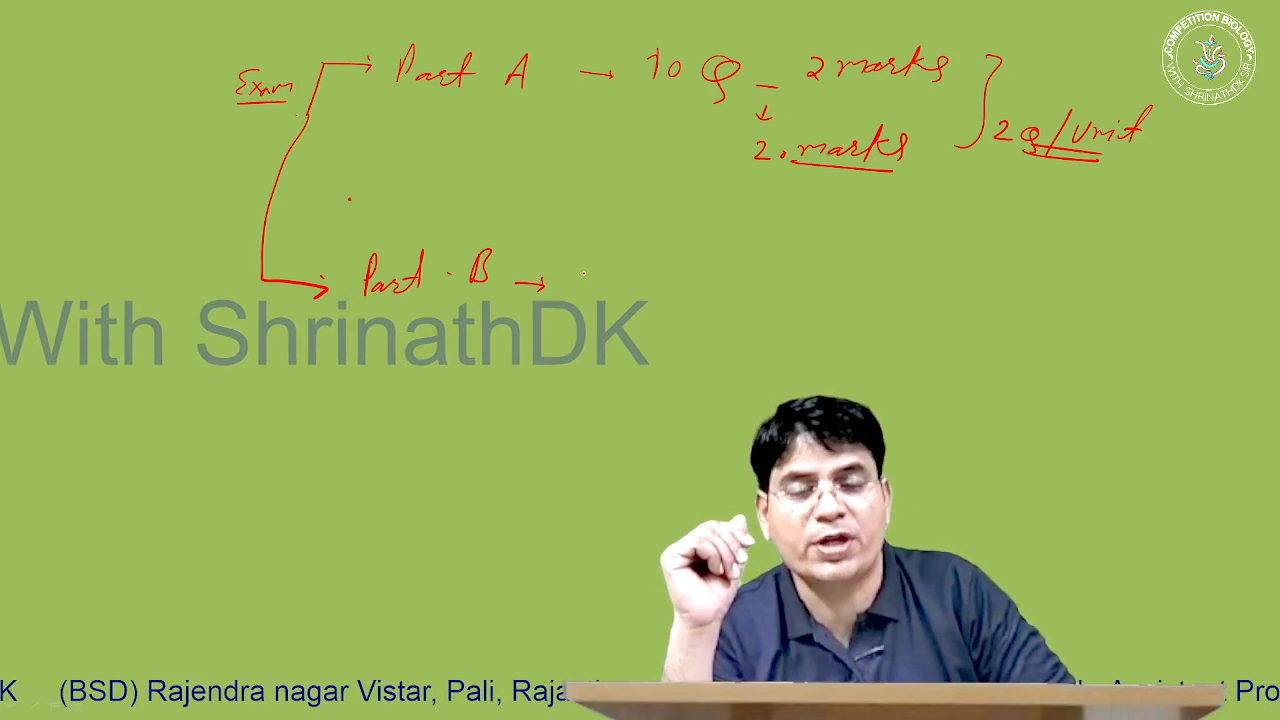 COMPETITION BIOLOGY
WITH SHRINATHDK SIR
Exam
Part A → 10 Q - 2 marks
2. marks
2 Q/Unit
Part B →
With ShrinathDK
K (BSD) Rajendra nagar Vistar, Pali, Assistant Pro